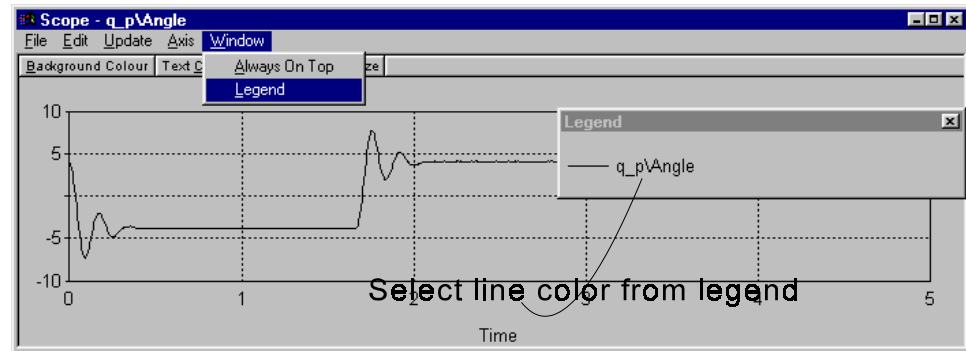 Scope - q_p\Angle
File Edit Update Axis Window
Background Colour Text ze
Always On Top
Legend
Legend
q_p\Angle
10
5
-5
-10
0 1 2 3 4 5
Select line color from legend
Time